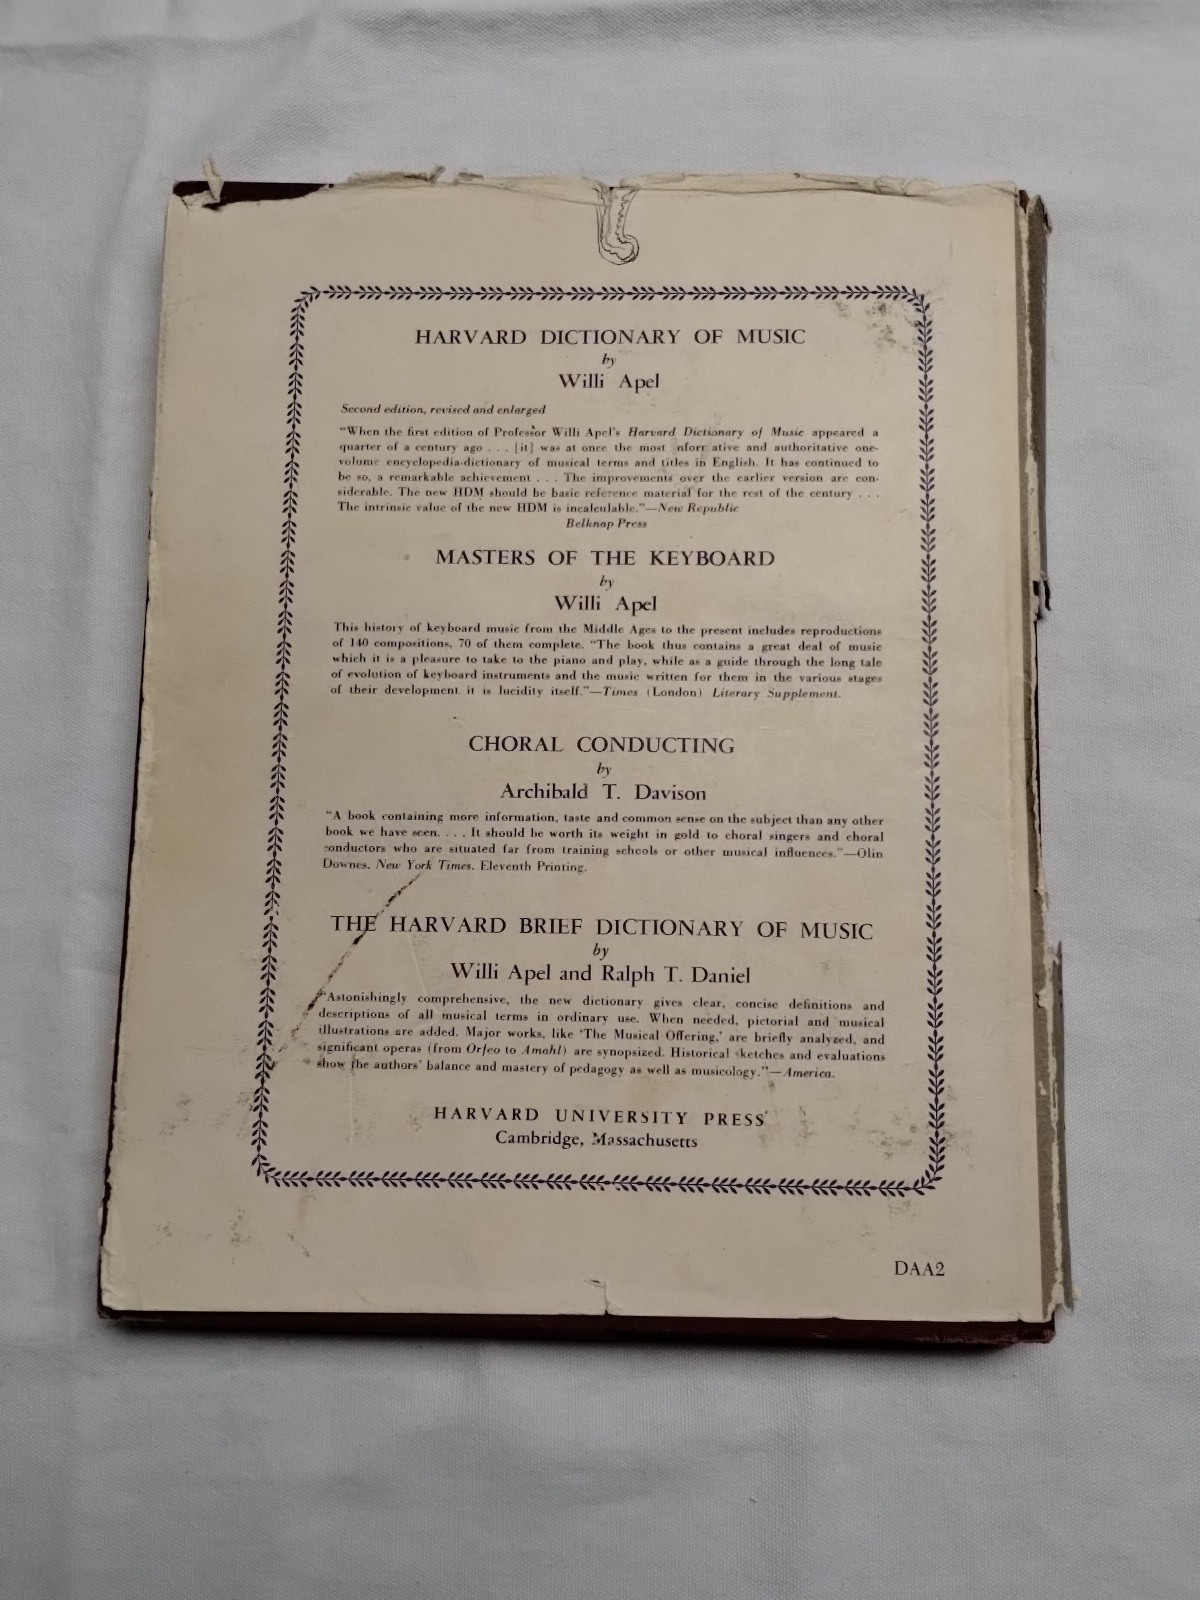 HARVARD DICTIONARY OF MUSIC
by
Willi Apel
Second edition, revised and enlarged
"When the first edition of Professor Willi Apel's Harvard Dictionary of Music appeared a
quarter of a century ago . . . [it] was at once the most nforr ative and authoritative one-
volume encyclopedia-dictionary of musical terms and titles in English. It has continued to
be so, a remarkable achievement . . . The improvements over the earlier version are con-
siderable. The new HDM should be basic reference material for the rest of the century . . .
The intrinsic value of the new HDM is incalculable."—New Republic
Belknap Press
MASTERS OF THE KEYBOARD
by
Willi Apel
This history of keyboard music from the Middle Ages to the present includes reproductions
of 140 compositions, 70 of them complete. "The book thus contains a great deal of music
which it is a pleasure to take to the piano and play, while as a guide through the long tale
of evolution of keyboard instruments and the music written for them in the various stages
of their development it is lucidity itself."—Times (London) Literary Supplement.
CHORAL CONDUCTING
by
Archibald T. Davison
"A book containing more information, taste and common sense on the subject than any other
book we have seen. . . . It should be worth its weight in gold to choral singers and choral
conductors who are situated far from training schools or other musical influences."—Olin
Downes, New York Times. Eleventh Printing.
THE HARVARD BRIEF DICTIONARY OF MUSIC
by
Willi Apel and Ralph T. Daniel
"Astonishingly comprehensive, the new dictionary gives clear, concise definitions and
descriptions of all musical terms in ordinary use. When needed, pictorial and musical
illustrations are added. Major works, like 'The Musical Offering,' are briefly analyzed, and
significant operas (from Orfeo to Amahl) are synopsized. Historical sketches and evaluations
show the authors' balance and mastery of pedagogy as well as musicology."—America.
HARVARD UNIVERSITY PRESS
Cambridge, Massachusetts
DAA2